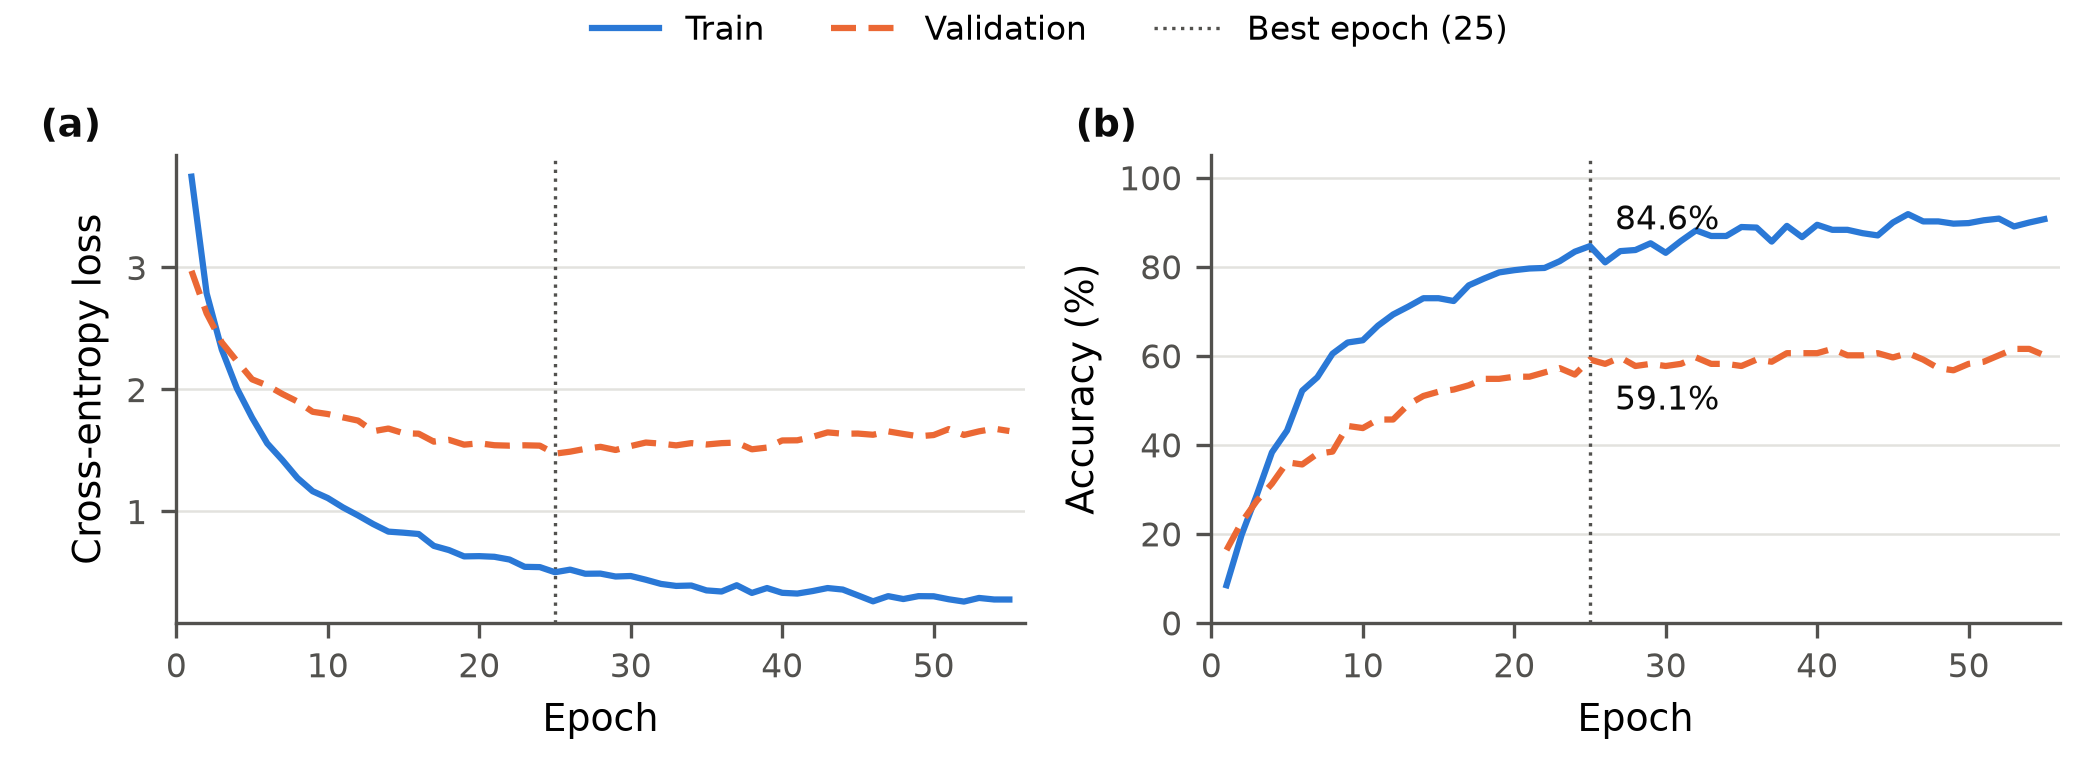 Train Validation Best epoch (25)
(a)
Cross-entropy loss
3
2
1
0 10 20 30 40 50
Epoch
(b)
Accuracy (%)
100
80
60
40
20
0
84.6%
59.1%
0 10 20 30 40 50
Epoch